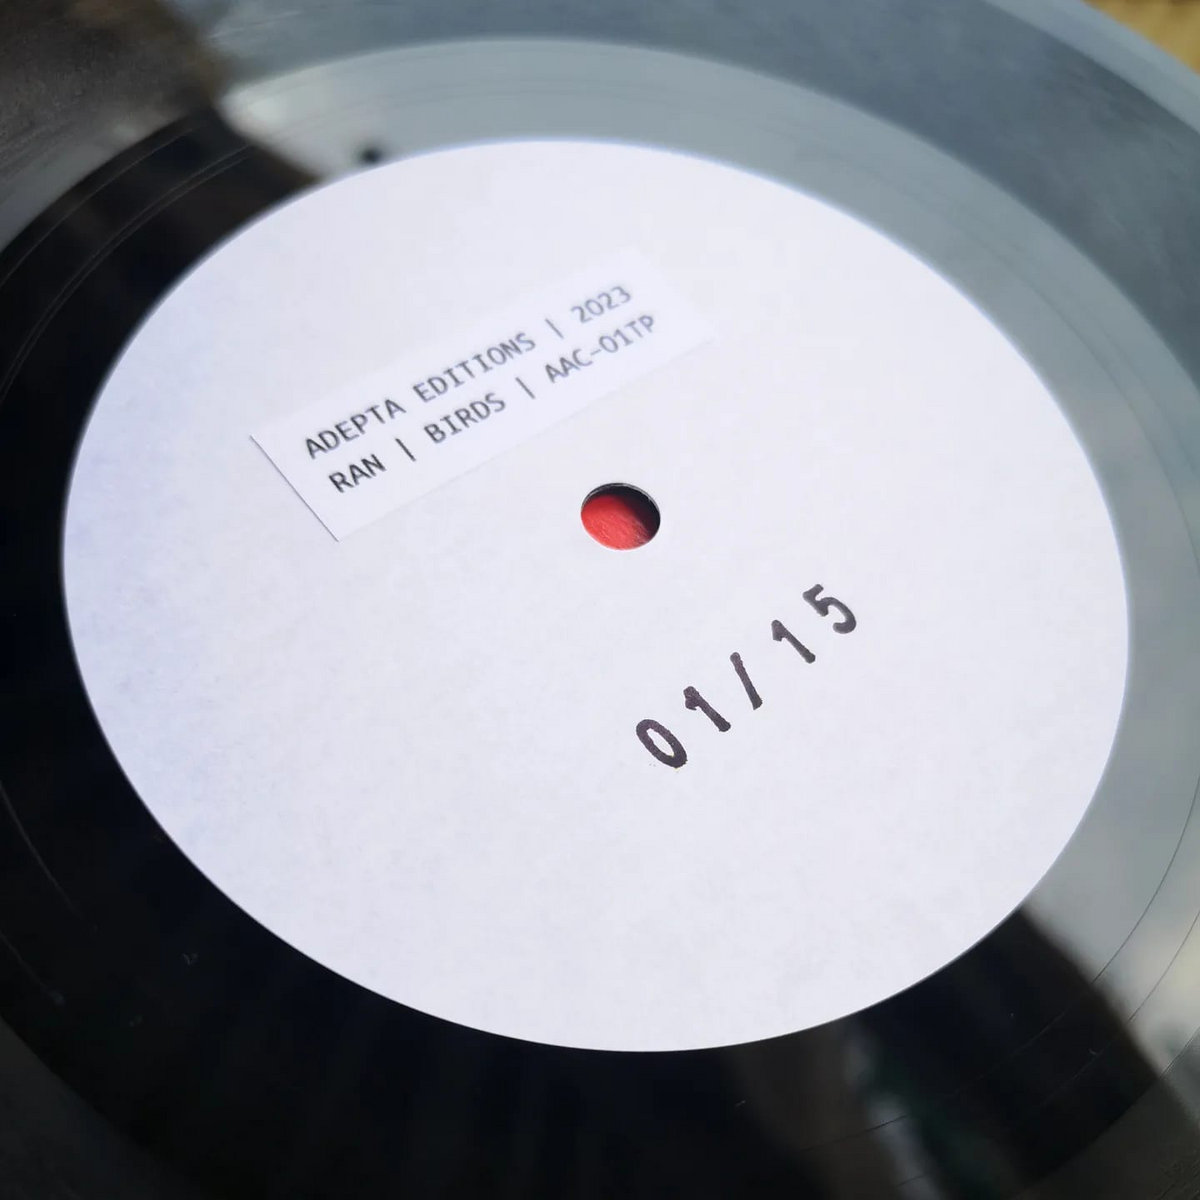 ADEPTA EDITIONS | 2023
RAN | BIRDS | AAC-01TP
01/15